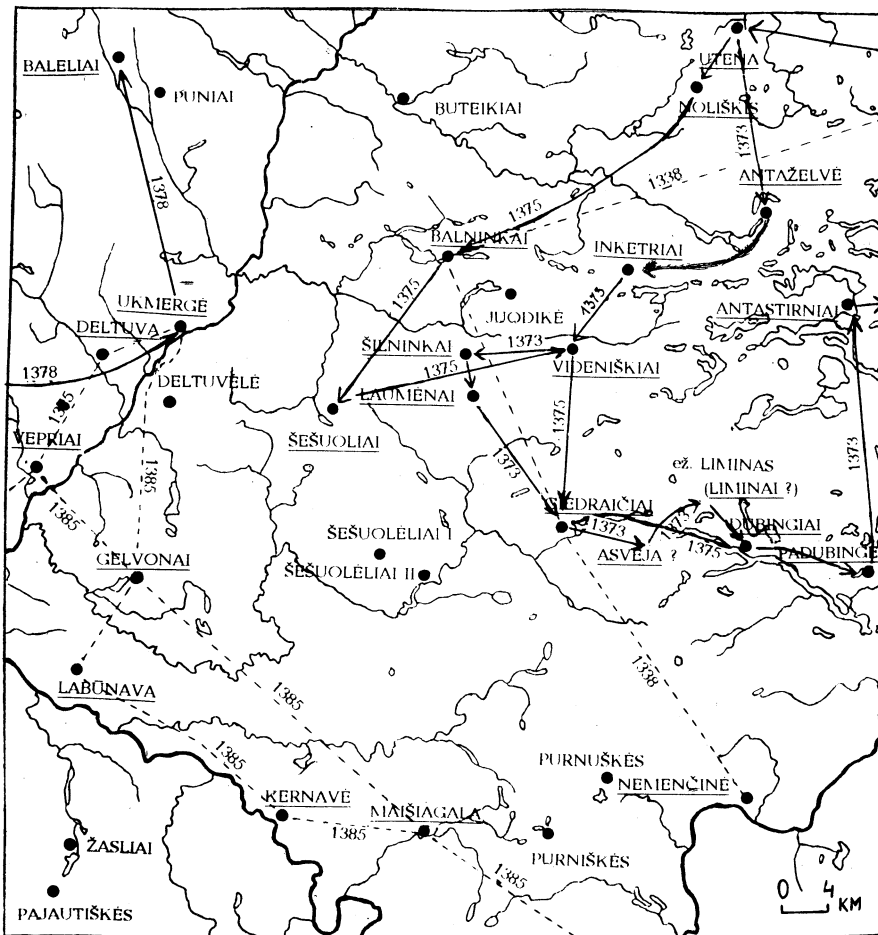 UTENA
BALELIAI
PUNIAI
BUTEIKIAI
NOLIŠKIS
1373
1378
1375
1338
ANTAŽELVĖ
BALNINKAI
INKETRIAI
UKMERGĖ
1375
JUODIKĖ
1373
ANTASTIRNIAI
DELTUVA
ŠILNINKAI
1373
1378
DELTUVĖLĖ
LAUMĖNAI
1375
VIDENIŠKIAI
1385
ŠEŠUOLIAI
1375
1373
VEPRIAI
1373
ež. LIMINAS
(LIMINAI ?)
1385
1385
GIEDRAIČIAI
1373
1373
DUBINGIAI
ŠEŠUOLĖLIAI I
ASVEJA ?
1375
PADUBINGĖ
GELVONAI
ŠEŠUOLĖLIAI II
1338
LABŪNAVA
1385
1385
PURNUŠKĖS
NEMENČINĖ
KERNAVĖ
MAIŠIAGALA
1385
ŽASLIAI
PURNIŠKĖS
1385
PAJAUTIŠKĖS
0 4
KM